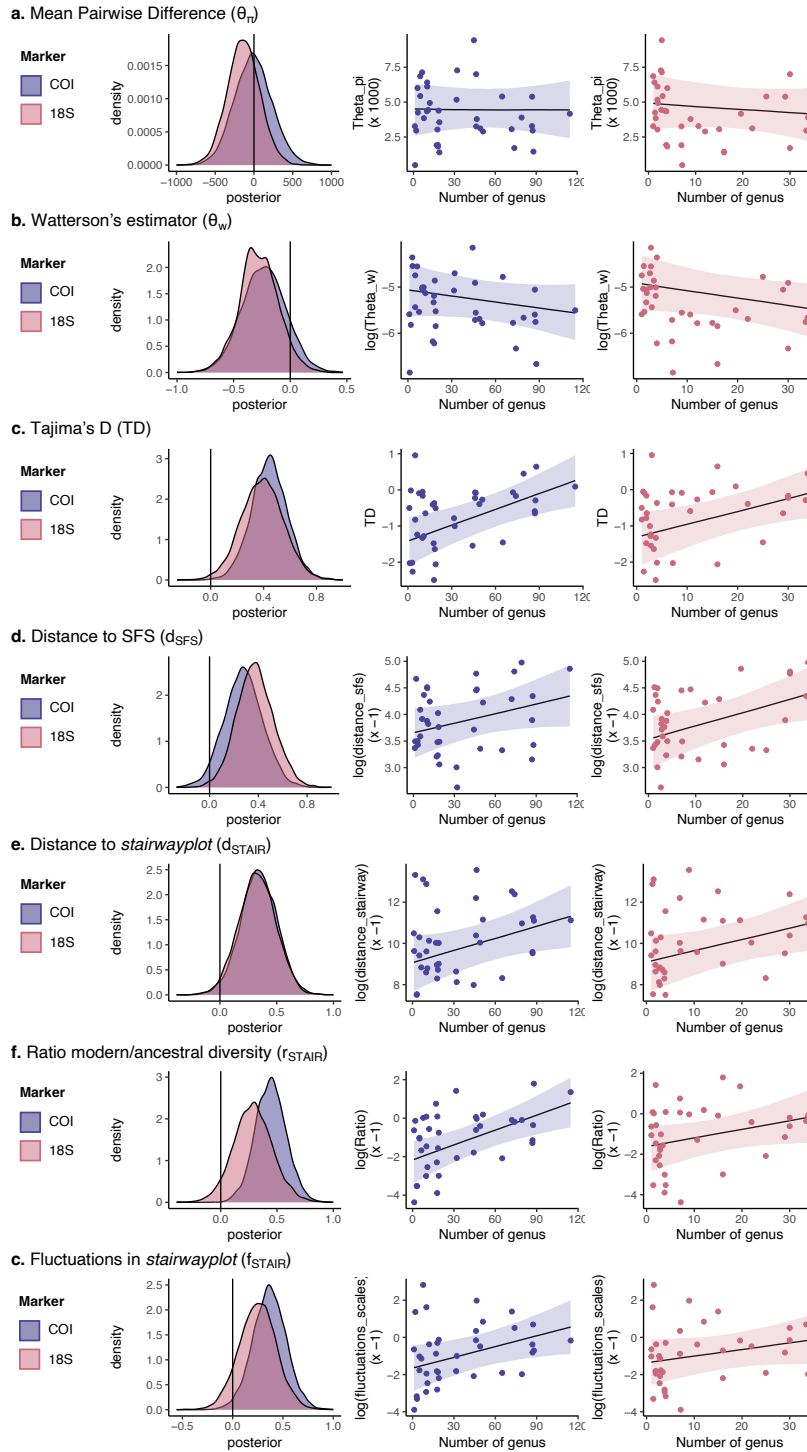 a. Mean Pairwise Difference (θπ)
Marker
COI
18S
density
0.0015
0.0010
0.0005
0.0000
-1000 -500 0 500 1000
posterior
Theta_pi
(x 1000)
7.5
5.0
2.5
0 30 60 90 120
Number of genus
Theta_pi
(x 1000)
7.5
5.0
2.5
0 10 20 30
Number of genus
b. Watterson's estimator (θw)
Marker
COI
18S
density
2.0
1.5
1.0
0.5
0.0
-1.0 -0.5 0.0 0.5
posterior
log(Theta_w)
-5
-6
0 30 60 90 120
Number of genus
log(Theta_w)
-5
-6
0 10 20 30
Number of genus
c. Tajima's D (TD)
Marker
COI
18S
density
3
2
1
0
0.0 0.4 0.8
posterior
TD
1
0
-1
-2
0 30 60 90 120
Number of genus
TD
1
0
-1
-2
0 10 20 30
Number of genus
d. Distance to SFS (dSFS)
Marker
COI
18S
density
2
1
0
0.0 0.4 0.8
posterior
log(distance_sfs)
(x −1)
5.0
4.5
4.0
3.5
3.0
0 30 60 90 120
Number of genus
log(distance_sfs)
(x −1)
5.0
4.5
4.0
3.5
3.0
0 10 20 30
Number of genus
e. Distance to stairwayplot (dSTAIR)
Marker
COI
18S
density
2.5
2.0
1.5
1.0
0.5
0.0
0.0 0.5 1.0
posterior
log(distance_stairway)
(x −1)
12
10
8
0 30 60 90 120
Number of genus
log(distance_stairway)
(x −1)
12
10
8
0 10 20 30
Number of genus
f. Ratio modern/ancestral diversity (rSTAIR)
Marker
COI
18S
density
3
2
1
0
0.0 0.5 1.0
posterior
log(Ratio)
(x −1)
2
0
-2
-4
0 30 60 90 120
Number of genus
log(Ratio)
(x −1)
2
0
-2
-4
0 10 20 30
Number of genus
c. Fluctuations in stairwayplot (fSTAIR)
Marker
COI
18S
density
2.5
2.0
1.5
1.0
0.5
0.0
-0.5 0.0 0.5 1.0
posterior
log(fluctuations_scales)
(x −1)
2
0
-2
-4
0 30 60 90 120
Number of genus
log(fluctuations_scales)
(x −1)
2
0
-2
-4
0 10 20 30
Number of genus